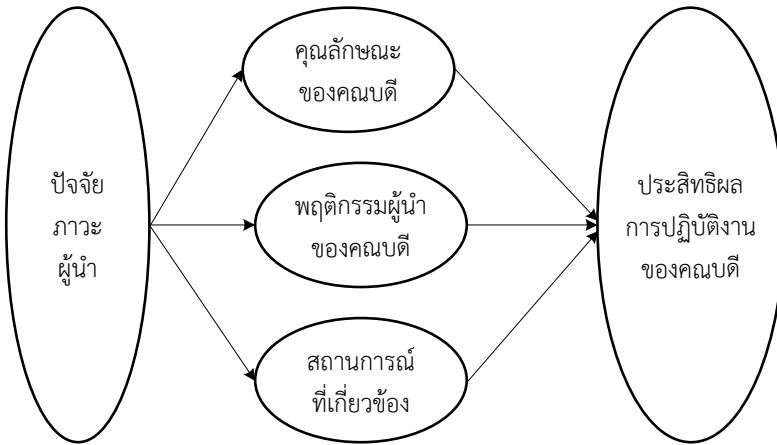 ปัจจัย
ภาวะ
ผู้นำ
คุณลักษณะ
ของคณบดี
พฤติกรรมผู้นำ
ของคณบดี
สถานการณ์
ที่เกี่ยวข้อง
ประสิทธิผล
การปฏิบัติงาน
ของคณบดี